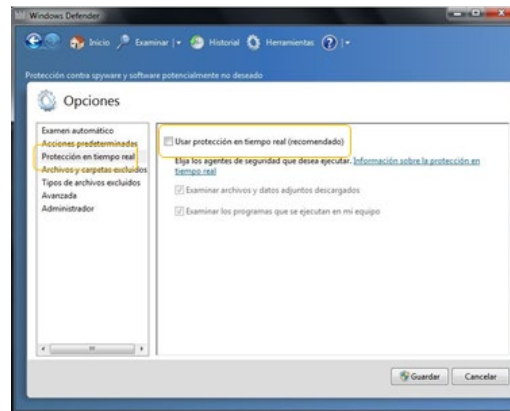 Windows Defender
Inicio Examinar Historial Herramientas
Protección contra spyware y software potencialmente no deseado
Opciones
Examen automático
Acciones predeterminadas
Protección en tiempo real
Archivos y carpetas excluidos
Tipos de archivos excluidos
Avanzada
Administrador
Usar protección en tiempo real (recomendado)
Elija los agentes de seguridad que desea ejecutar. Información sobre la protección en
tiempo real
Examinar archivos y datos adjuntos descargados
Examinar los programas que se ejecutan en mi equipo
Guardar Cancelar